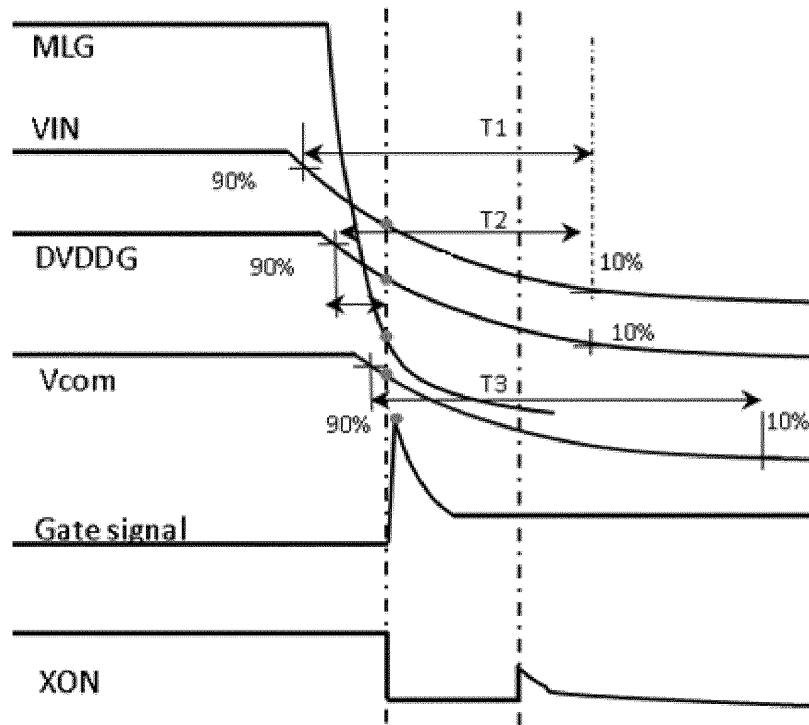 MLG
VIN
T1
90%
T2
DVDDG
90%
10%
10%
Vcom
T3
90%
10%
Gate signal
XON